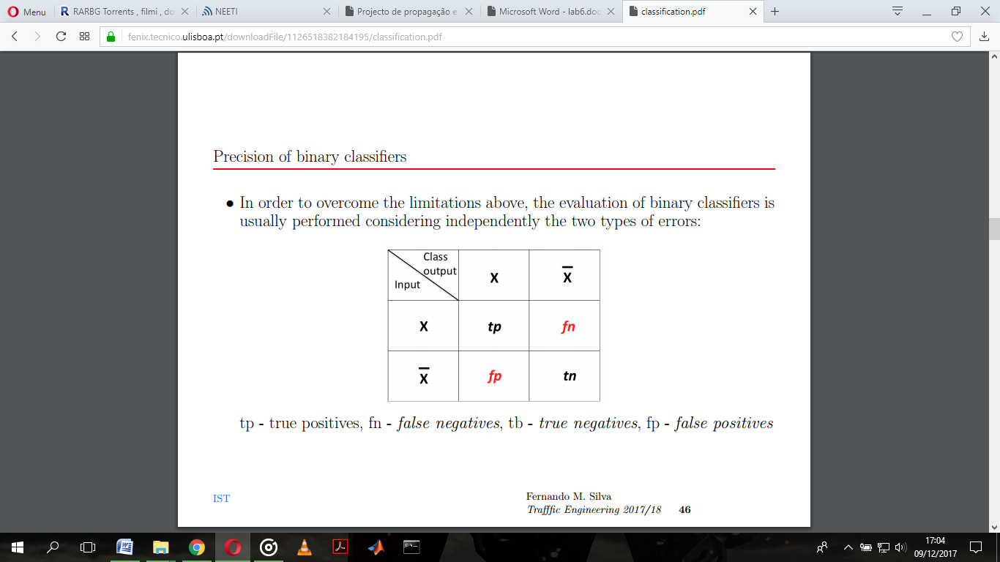 Menu
RARBG Torrents , filmi , do
NEETI
Projecto de propagação e
Microsoft Word - lab6.doc
classification.pdf
fenix.tecnico.ulisboa.pt/downloadFile/1126518382184195/classification.pdf
Precision of binary classifiers
• In order to overcome the limitations above, the evaluation of binary classifiers is
usually performed considering independently the two types of errors:
Class
output
Input
X
X̅
X
tp
fn
X̅
fp
tn
tp - true positives, fn - false negatives, tb - true negatives, fp - false positives
IST
Fernando M. Silva
Trafffic Engineering 2017/18 46
17:04
09/12/2017